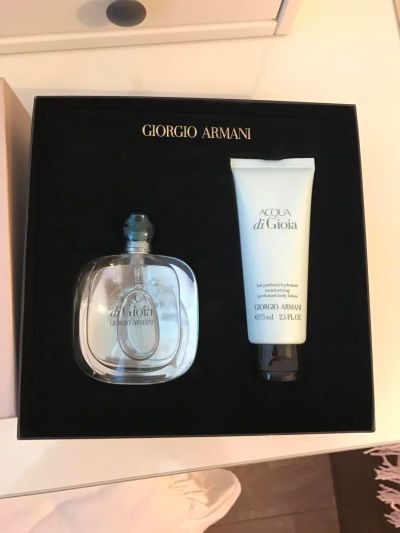 GIORGIO ARMANI
ACQUA
di Gioia
GIORGIO ARMANI
ACQUA
di Gioia
lait parfumé hydratant
moisturizing
perfumed body lotion
GIORGIO ARMANI
e 75 ml 2.5 FL. OZ.